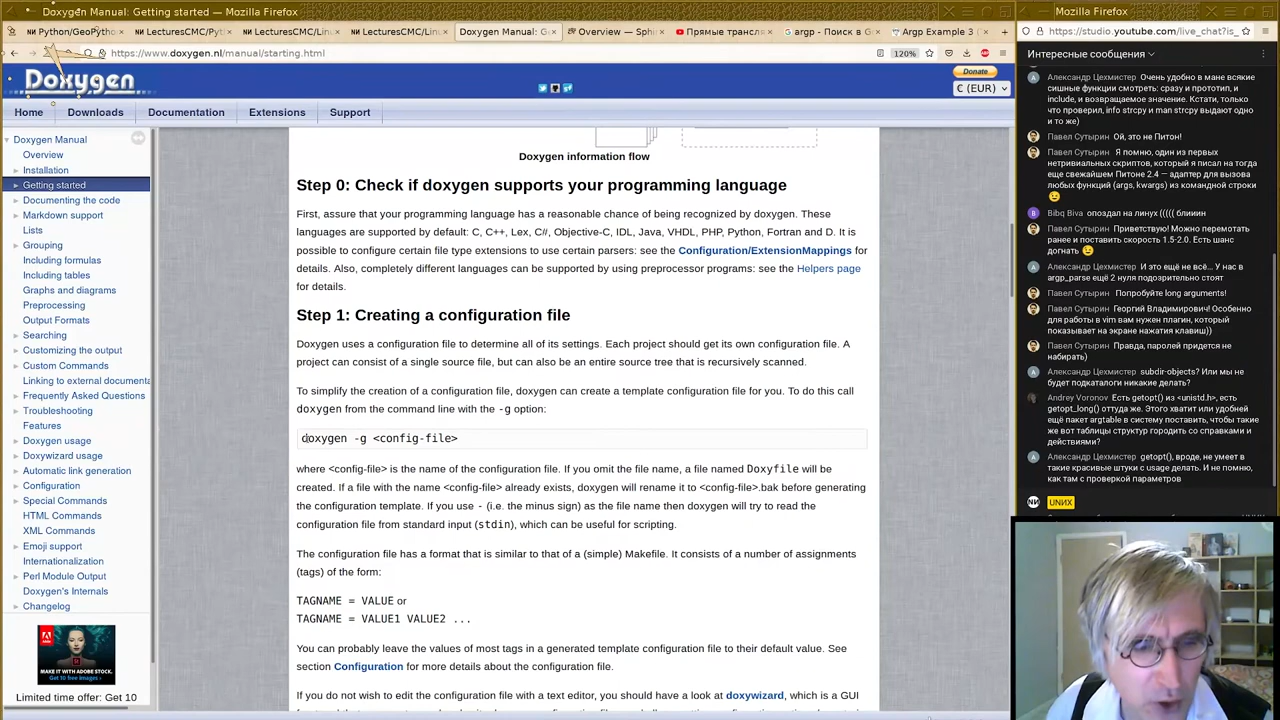 Doxygen Manual: Getting started — Mozilla Firefox
Mozilla Firefox
Python/GeoPytho
LecturesCMC/Pyt
LecturesCMC/Lin
LecturesCMC/Lin
Doxygen Manual: Ge
Overview — Sphi
Прямые трансл
argp - Поиск в G
Argp Example 3
https://www.doxygen.nl/manual/starting.html
120%
https://studio.youtube.com/live_chat?is_
Doxygen
Donate
€ (EUR)
Home
Downloads
Documentation
Extensions
Support
Doxygen Manual
Overview
Installation
Getting started
Documenting the code
Markdown support
Lists
Grouping
Including formulas
Including tables
Graphs and diagrams
Preprocessing
Output Formats
Searching
Customizing the output
Custom Commands
Linking to external documenta
Frequently Asked Questions
Troubleshooting
Features
Doxygen usage
Doxywizard usage
Automatic link generation
Configuration
Special Commands
HTML Commands
XML Commands
Emoji support
Internationalization
Perl Module Output
Doxygen's Internals
Changelog
MAKE IT WITH ADOBE STOCK.
Get 10 free images >
Limited time offer: Get 10
Doxygen information flow
Step 0: Check if doxygen supports your programming language
First, assure that your programming language has a reasonable chance of being recognized by doxygen. These
languages are supported by default: C, C++, Lex, C#, Objective-C, IDL, Java, VHDL, PHP, Python, Fortran and D. It is
possible to configure certain file type extensions to use certain parsers: see the Configuration/ExtensionMappings for
details. Also, completely different languages can be supported by using preprocessor programs: see the Helpers page
for details.
Step 1: Creating a configuration file
Doxygen uses a configuration file to determine all of its settings. Each project should get its own configuration file. A
project can consist of a single source file, but can also be an entire source tree that is recursively scanned.
To simplify the creation of a configuration file, doxygen can create a template configuration file for you. To do this call
doxygen from the command line with the -g option:
doxygen -g <config-file>
where <config-file> is the name of the configuration file. If you omit the file name, a file named Doxyfile will be
created. If a file with the name <config-file> already exists, doxygen will rename it to <config-file>.bak before generating
the configuration template. If you use - (i.e. the minus sign) as the file name then doxygen will try to read the
configuration file from standard input (stdin), which can be useful for scripting.
The configuration file has a format that is similar to that of a (simple) Makefile. It consists of a number of assignments
(tags) of the form:
TAGNAME = VALUE or
TAGNAME = VALUE1 VALUE2 ...
You can probably leave the values of most tags in a generated template configuration file to their default value. See
section Configuration for more details about the configuration file.
If you do not wish to edit the configuration file with a text editor, you should have a look at doxywizard, which is a GUI
Интересные сообщения
Александр Цехмистер Очень удобно в мане всякие
сишные функции смотреть: сразу и прототип, и
include, и возвращаемое значение. Кстати, только
что проверил, info strcpy и man strcpy выдают одно
и то же)
Павел Сутырин Ой, это не Питон!
Павел Сутырин Я помню, один из первых
нетривиальных скриптов, который я писал на тогда
еще свежайшем Питоне 2.4 — адаптер для вызова
любых функций (args, kwargs) из командной строки
Bibq Biva опоздал на линух ((((( блииин
Павел Сутырин Приветствую! Можно перемотать
ранее и поставить скорость 1.5-2.0. Есть шанс
догнать
Александр Цехмистер И это ещё не всё... У нас в
argp_parse ещё 2 нуля подозрительно стоят
Павел Сутырин Попробуйте long arguments!
Павел Сутырин Георгий Владимирович! Особенно
для работы в vim вам нужен плагин, который
показывает на экране нажатия клавиш))
Павел Сутырин Правда, паролей придется не
набирать)
Александр Цехмистер subdir-objects? Или мы не
будет подкаталоги никакие делать?
Andrey Voronov Есть getopt() из <unistd.h>, есть
getopt_long() оттуда же. Этого хватит или удобней
ещё пакет argtable в систему поставить, чтобы такие
же вот таблицы структур городить со справками и
действиями?
Александр Цехмистер getopt(), вроде, не умеет в
такие красивые штуки с usage делать. И не помню,
как там с проверкой параметров
UNИX